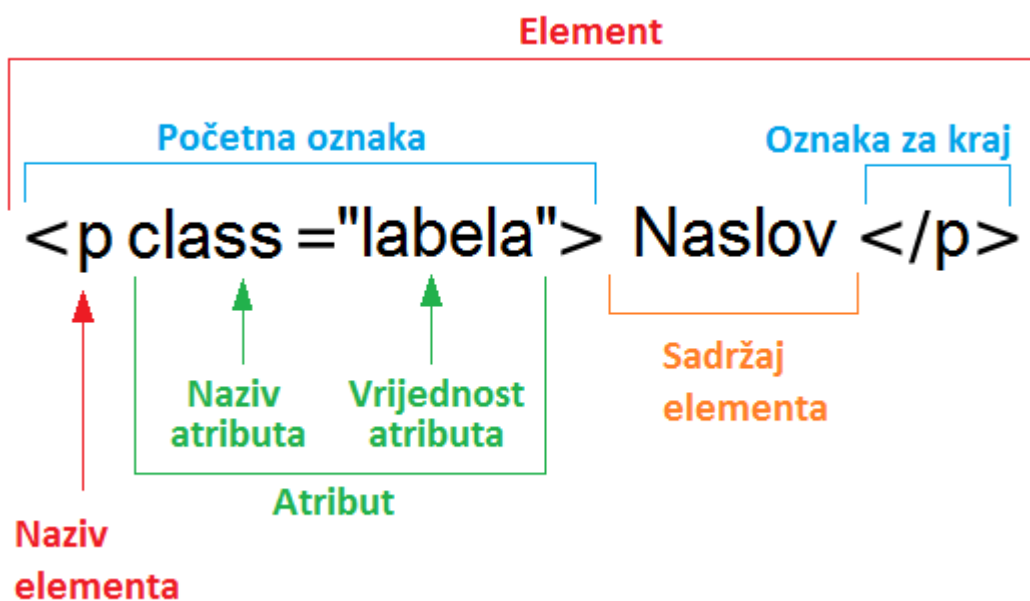 Element
Početna oznaka
Oznaka za kraj
<p class ="labela"> Naslov </p>
Naziv
atributa
Vrijednost
atributa
Sadržaj
elementa
Atribut
Naziv
elementa